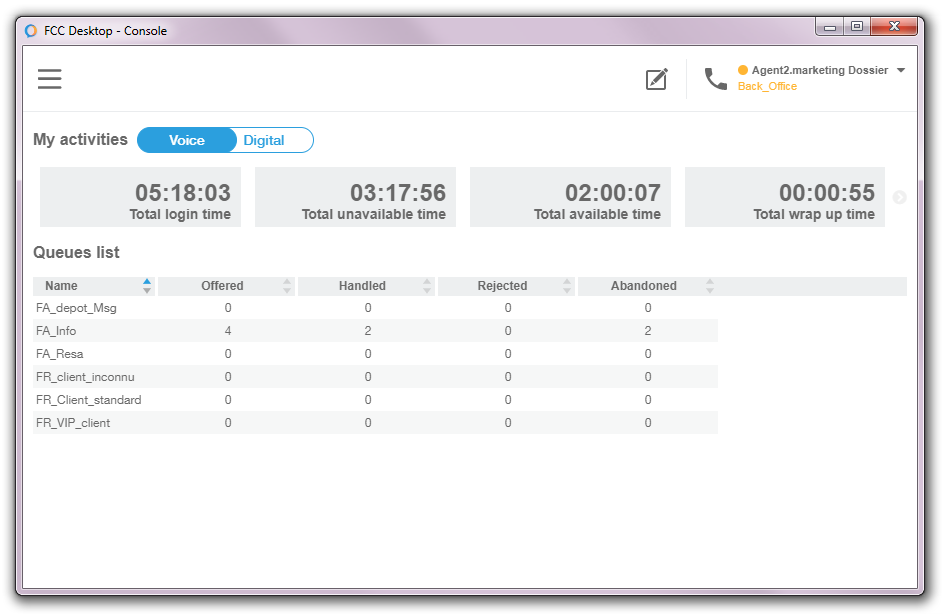 FCC Desktop - Console
Agent2.marketing Dossier
Back_Office
My activities Voice Digital
05:18:03 03:17:56 02:00:07 00:00:55
Total login time Total unavailable time Total available time Total wrap up time
Queues list
Name Offered Handled Rejected Abandoned
FA_depot_Msg 0 0 0 0
FA_Info 4 2 0 2
FA_Resa 0 0 0 0
FR_client_inconnu 0 0 0 0
FR_Client_standard 0 0 0 0
FR_VIP_client 0 0 0 0